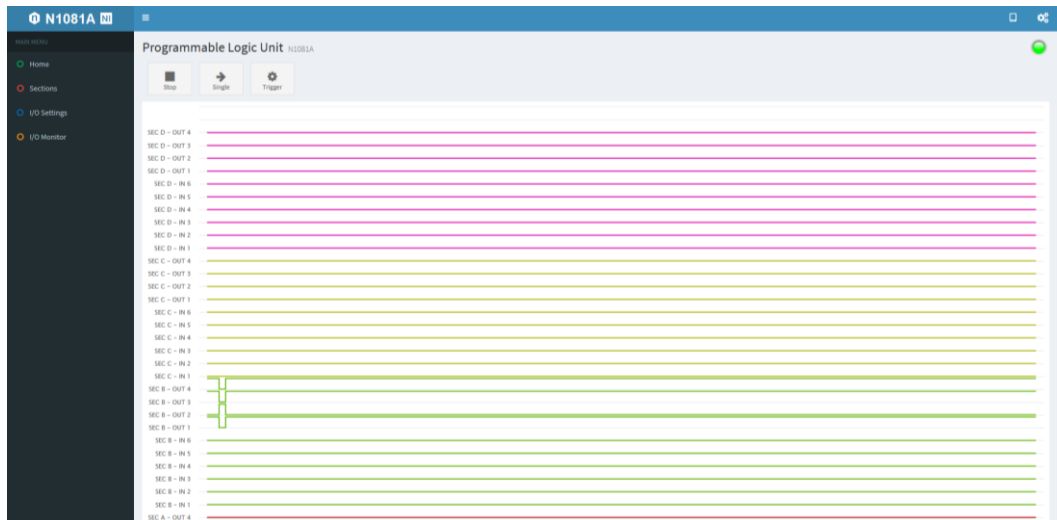 N1081A NI
MAIN MENU
Home
Sections
I/O Settings
I/O Monitor
Programmable Logic Unit N1081A
Stop
Single
Trigger
SEC D - OUT 4
SEC D - OUT 3
SEC D - OUT 2
SEC D - OUT 1
SEC D - IN 6
SEC D - IN 5
SEC D - IN 4
SEC D - IN 3
SEC D - IN 2
SEC D - IN 1
SEC C - OUT 4
SEC C - OUT 3
SEC C - OUT 2
SEC C - OUT 1
SEC C - IN 6
SEC C - IN 5
SEC C - IN 4
SEC C - IN 3
SEC C - IN 2
SEC C - IN 1
SEC B - OUT 4
SEC B - OUT 3
SEC B - OUT 2
SEC B - OUT 1
SEC B - IN 6
SEC B - IN 5
SEC B - IN 4
SEC B - IN 3
SEC B - IN 2
SEC B - IN 1
SEC A - OUT 4